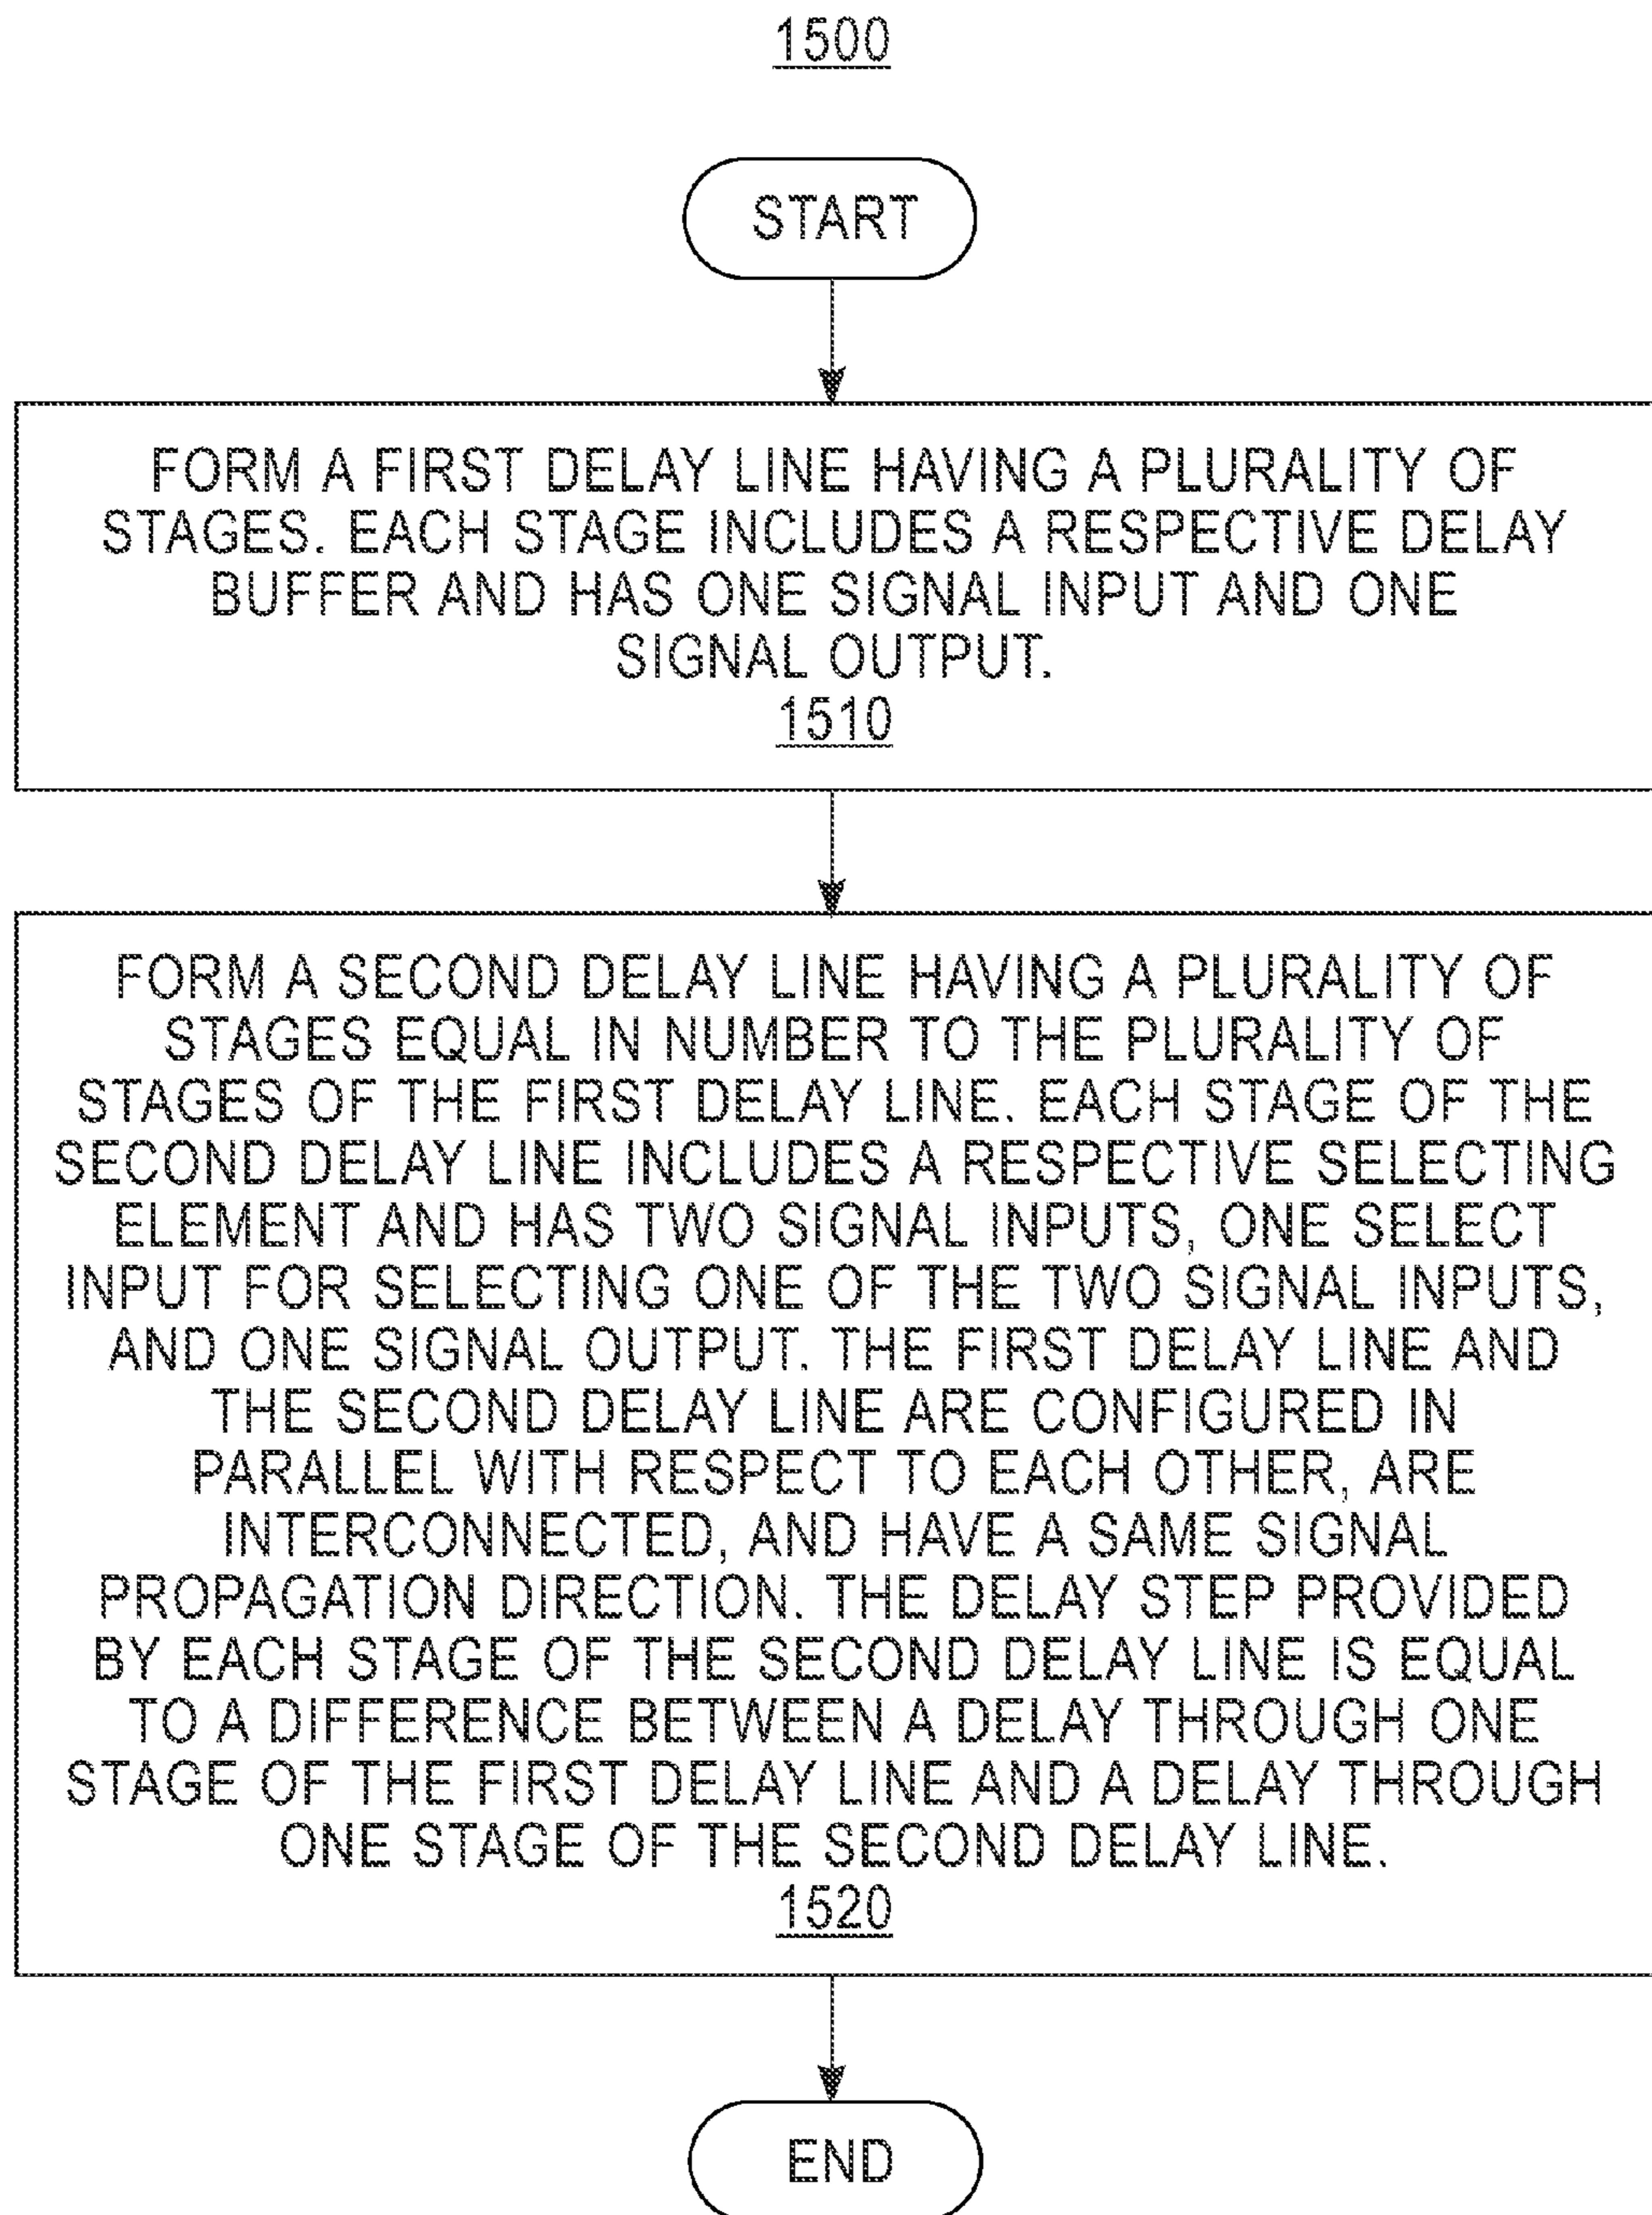 1500
START
FORM A FIRST DELAY LINE HAVING A PLURALITY OF
STAGES. EACH STAGE INCLUDES A RESPECTIVE DELAY
BUFFER AND HAS ONE SIGNAL INPUT AND ONE
SIGNAL OUTPUT.
1510
FORM A SECOND DELAY LINE HAVING A PLURALITY OF
STAGES EQUAL IN NUMBER TO THE PLURALITY OF
STAGES OF THE FIRST DELAY LINE. EACH STAGE OF THE
SECOND DELAY LINE INCLUDES A RESPECTIVE SELECTING
ELEMENT AND HAS TWO SIGNAL INPUTS, ONE SELECT
INPUT FOR SELECTING ONE OF THE TWO SIGNAL INPUTS,
AND ONE SIGNAL OUTPUT. THE FIRST DELAY LINE AND
THE SECOND DELAY LINE ARE CONFIGURED IN
PARALLEL WITH RESPECT TO EACH OTHER, ARE
INTERCONNECTED, AND HAVE A SAME SIGNAL
PROPAGATION DIRECTION. THE DELAY STEP PROVIDED
BY EACH STAGE OF THE SECOND DELAY LINE IS EQUAL
TO A DIFFERENCE BETWEEN A DELAY THROUGH ONE
STAGE OF THE FIRST DELAY LINE AND A DELAY THROUGH
ONE STAGE OF THE SECOND DELAY LINE.
1520
END